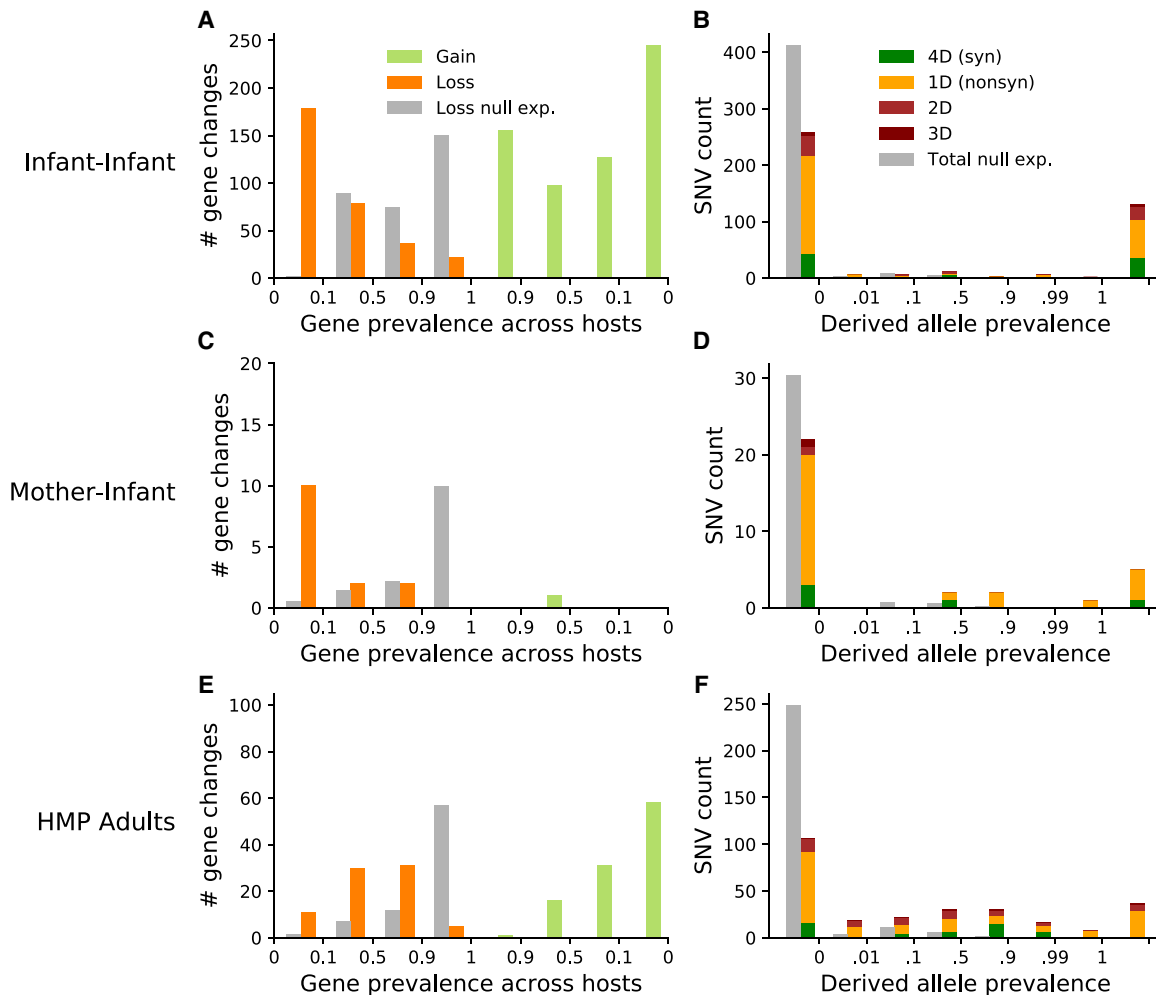 A
B
Infant-Infant
# gene changes
250
200
150
100
50
0
Gain
Loss
Loss null exp.
0 0.1 0.5 0.9 1 0.9 0.5 0.1 0
Gene prevalence across hosts
SNV count
400
300
200
100
0
4D (syn)
1D (nonsyn)
2D
3D
Total null exp.
0 .01 .1 .5 .9 .99 1
Derived allele prevalence
C
D
Mother-Infant
# gene changes
20
15
10
5
0
0 0.1 0.5 0.9 1 0.9 0.5 0.1 0
Gene prevalence across hosts
SNV count
30
20
10
0
0 .01 .1 .5 .9 .99 1
Derived allele prevalence
E
F
HMP Adults
# gene changes
100
80
60
40
20
0
0 0.1 0.5 0.9 1 0.9 0.5 0.1 0
Gene prevalence across hosts
SNV count
250
200
150
100
50
0
0 .01 .1 .5 .9 .99 1
Derived allele prevalence